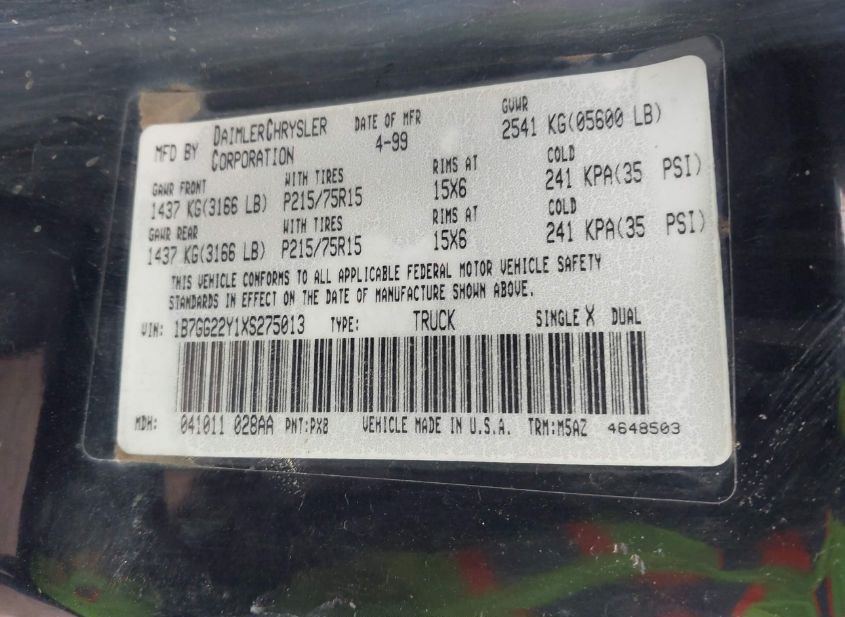 MFD BY DAIMLERCHRYSLER CORPORATION DATE OF MFR 4-99 GVWR 2541 KG(05600 LB)
GAWR FRONT 1437 KG(3166 LB) WITH TIRES P215/75R15 RIMS AT 15X6 COLD 241 KPA(35 PSI)
GAWR REAR 1437 KG(3166 LB) WITH TIRES P215/75R15 RIMS AT 15X6 COLD 241 KPA(35 PSI)
THIS VEHICLE CONFORMS TO ALL APPLICABLE FEDERAL MOTOR VEHICLE SAFETY
STANDARDS IN EFFECT ON THE DATE OF MANUFACTURE SHOWN ABOVE.
VIN: 1B7GG22Y1XS275013 TYPE: TRUCK SINGLE X DUAL
MDH: 041011 028AA PNT:PX8 VEHICLE MADE IN U.S.A. TRM:M5AZ 4648503